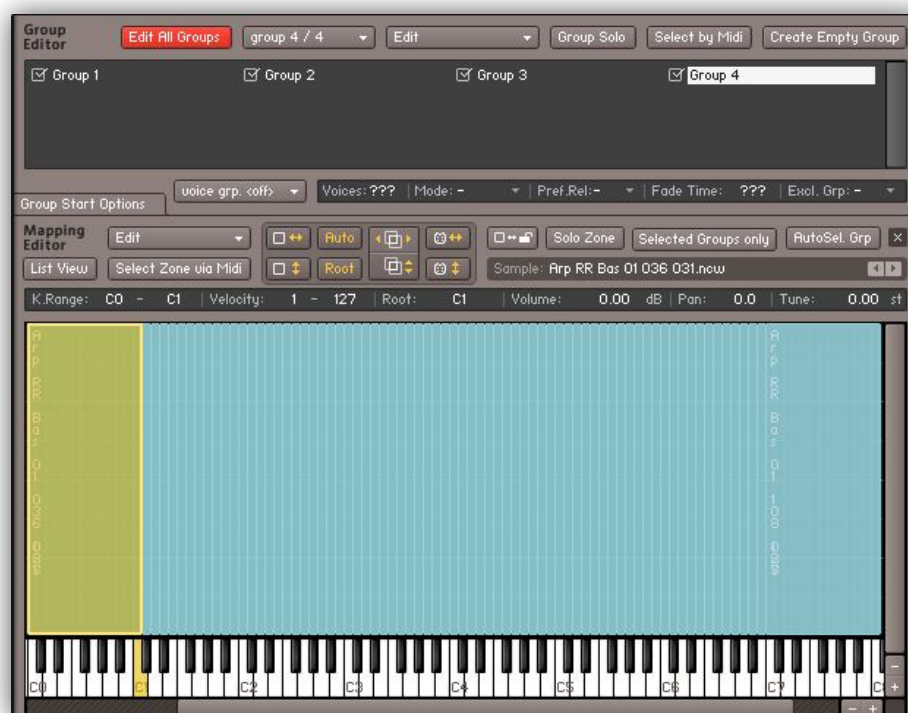 Group Editor Edit All Groups group 4 / 4 Edit Group Solo Select by Midi Create Empty Group
Group 1 Group 2 Group 3 Group 4
Group Start Options voice grp. <off> Voices: ??? | Mode: - | Pref.Rel:- | Fade Time: ??? | Excl. Grp: -
Mapping Editor Edit Auto Solo Zone Selected Groups only AutoSel. Grp ×
List View Select Zone via Midi Root Sample: Arp RR Bas 01 036 031.ncw
K.Range: C0 - C1 | Velocity: 1 - 127 | Root: C1 | Volume: 0.00 dB | Pan: 0.0 | Tune: 0.00 st
Arp RR Bas 01 036
Arp RR Bas 01 108
C0 C1 C2 C3 C4 C5 C6 C7